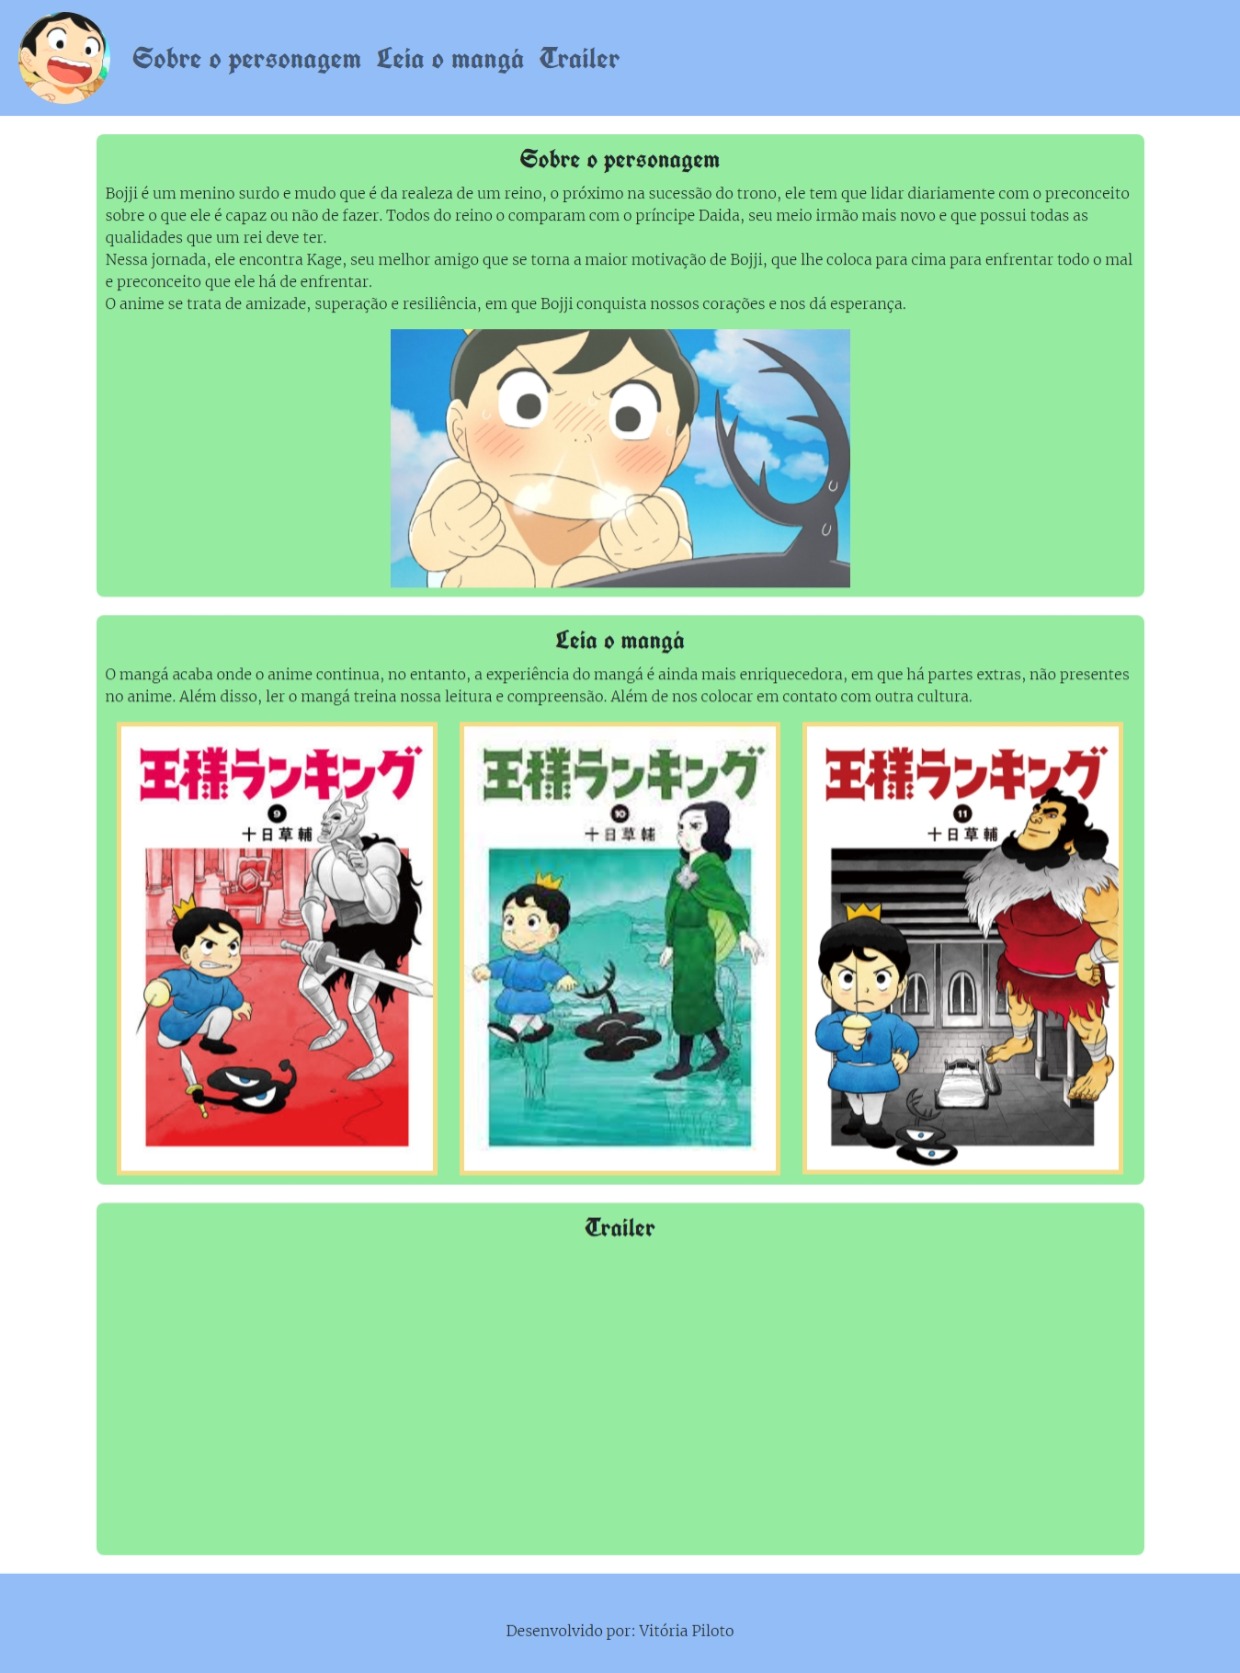 Sobre o personagem Leia o mangá Trailer
Sobre o personagem
Bojji é um menino surdo e mudo que é da realeza de um reino, o próximo na sucessão do trono, ele tem que lidar diariamente com o preconceito
sobre o que ele é capaz ou não de fazer. Todos do reino o comparam com o príncipe Daida, seu meio irmão mais novo e que possui todas as
qualidades que um rei deve ter.
Nessa jornada, ele encontra Kage, seu melhor amigo que se torna a maior motivação de Bojji, que lhe coloca para cima para enfrentar todo o mal
e preconceito que ele há de enfrentar.
O anime se trata de amizade, superação e resiliência, em que Bojji conquista nossos corações e nos dá esperança.
Leia o mangá
O mangá acaba onde o anime continua, no entanto, a experiência do mangá é ainda mais enriquecedora, em que há partes extras, não presentes
no anime. Além disso, ler o mangá treina nossa leitura e compreensão. Além de nos colocar em contato com outra cultura.
王様ランキング
9
十日草輔
王様ランキング
10
十日草輔
王様ランキング
11
十日草輔
Trailer
Desenvolvido por: Vitória Piloto